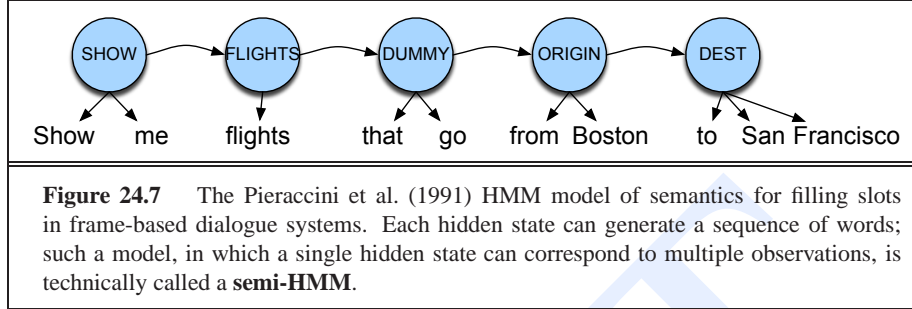 SHOW FLIGHTS DUMMY ORIGIN DEST
Show me flights that go from Boston to San Francisco
Figure 24.7 The Pieraccini et al. (1991) HMM model of semantics for filling slots
in frame-based dialogue systems. Each hidden state can generate a sequence of words;
such a model, in which a single hidden state can correspond to multiple observations, is
technically called a semi-HMM.